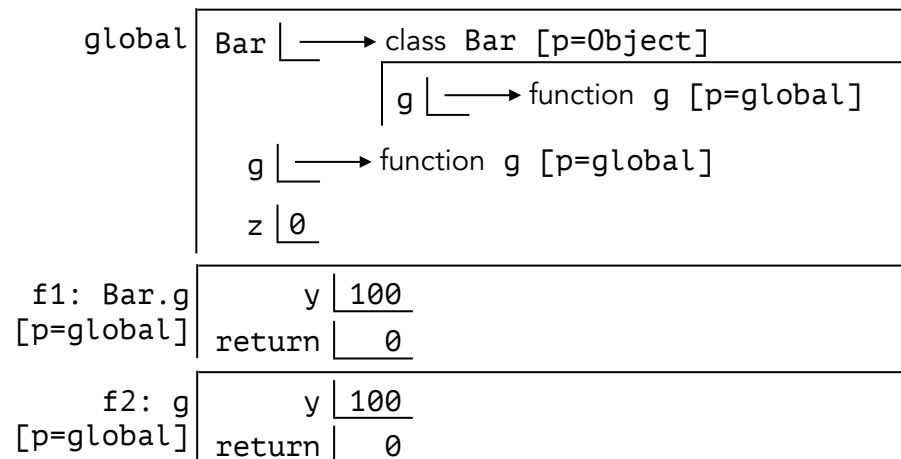 global Bar class Bar [p=Object]
g function g [p=global]
g function g [p=global]
z 0
f1: Bar.g y 100
[p=global] return 0
f2: g y 100
[p=global] return 0